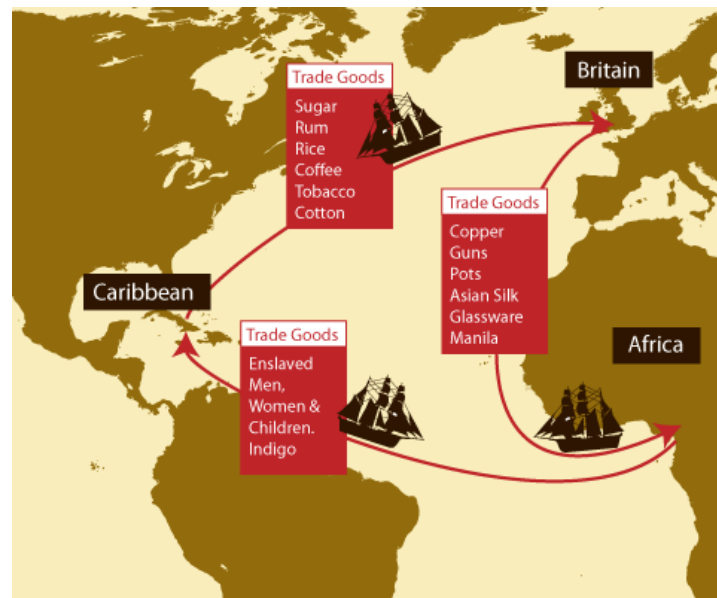 Britain
Trade Goods
Sugar
Rum
Rice
Coffee
Tobacco
Cotton
Trade Goods
Copper
Guns
Pots
Asian Silk
Glassware
Manila
Caribbean
Africa
Trade Goods
Enslaved
Men,
Women &
Children.
Indigo